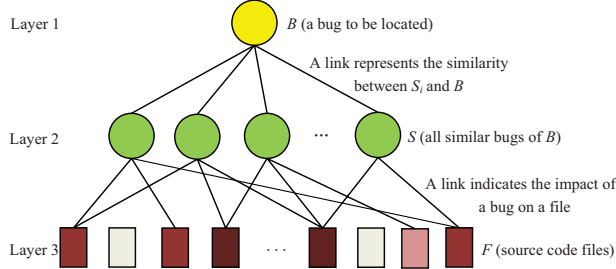 Layer 1
B (a bug to be located)
A link represents the similarity
between Si and B
Layer 2
...
S (all similar bugs of B)
A link indicates the impact of
a bug on a file
Layer 3
...
F (source code files)